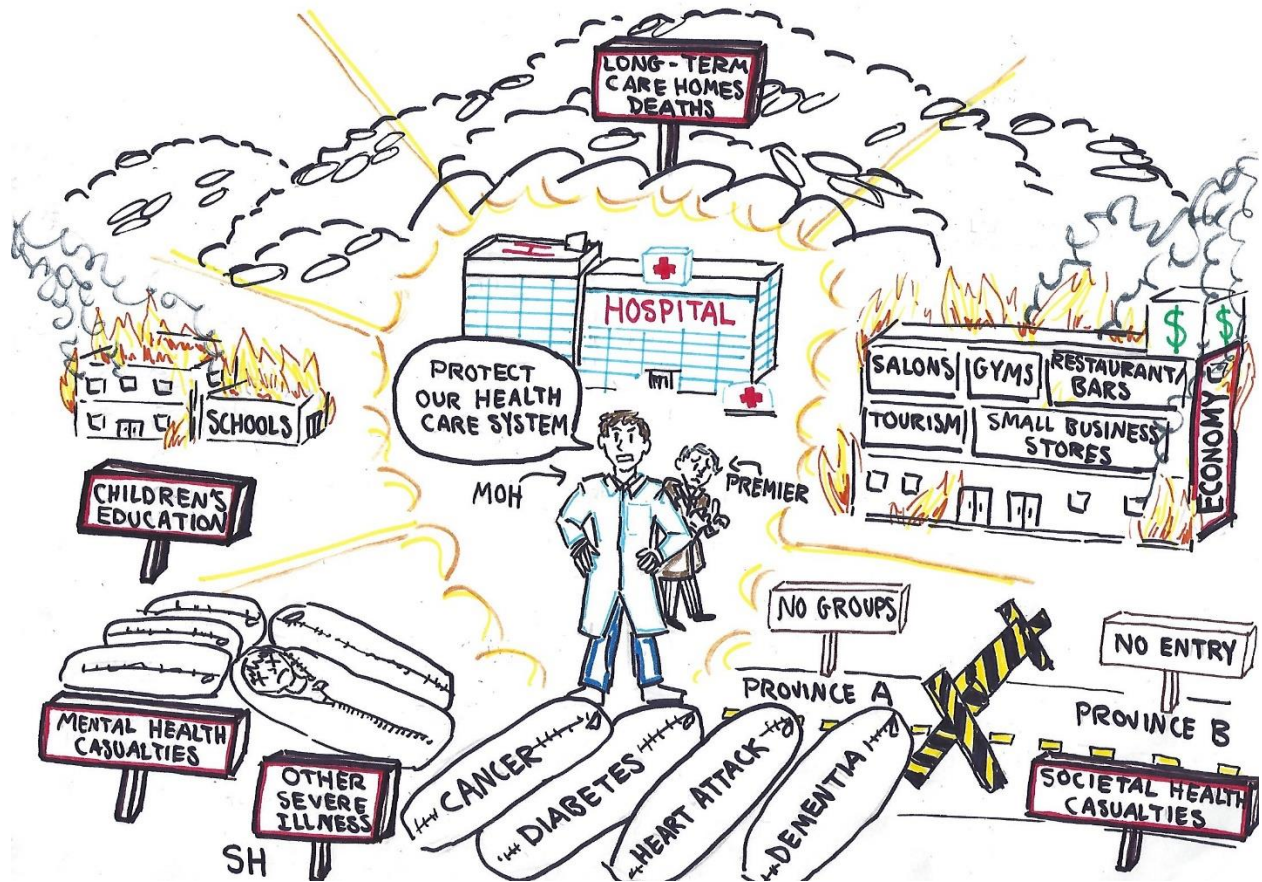 LONG-TERM
CARE HOMES
DEATHS
H
HOSPITAL
PROTECT
OUR HEALTH
CARE SYSTEM
MOH
PREMIER
SCHOOLS
CHILDREN'S
EDUCATION
$ $
SALONS
GYMS
RESTAURANT/
BARS
TOURISM
SMALL BUSINESS
STORES
ECONOMY
NO GROUPS
NO ENTRY
PROVINCE A
PROVINCE B
MENTAL HEALTH
CASUALTIES
OTHER
SEVERE
ILLNESS
CANCER
DIABETES
HEART ATTACK
DEMENTIA
SOCIETAL HEALTH
CASUALTIES
SH